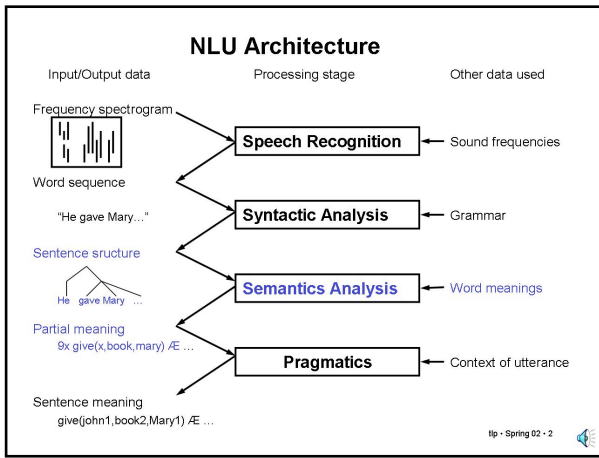 NLU Architecture
Input/Output data Processing stage Other data used
Frequency spectrogram
Speech Recognition Sound frequencies
Word sequence
"He gave Mary…" Syntactic Analysis Grammar
Sentence sructure
Semantics Analysis Word meanings
He gave Mary …
Partial meaning
9x give(x,book,mary) Æ …
Pragmatics Context of utterance
Sentence meaning
give(john1,book2,Mary1) Æ …
tlp • Spring 02 • 2